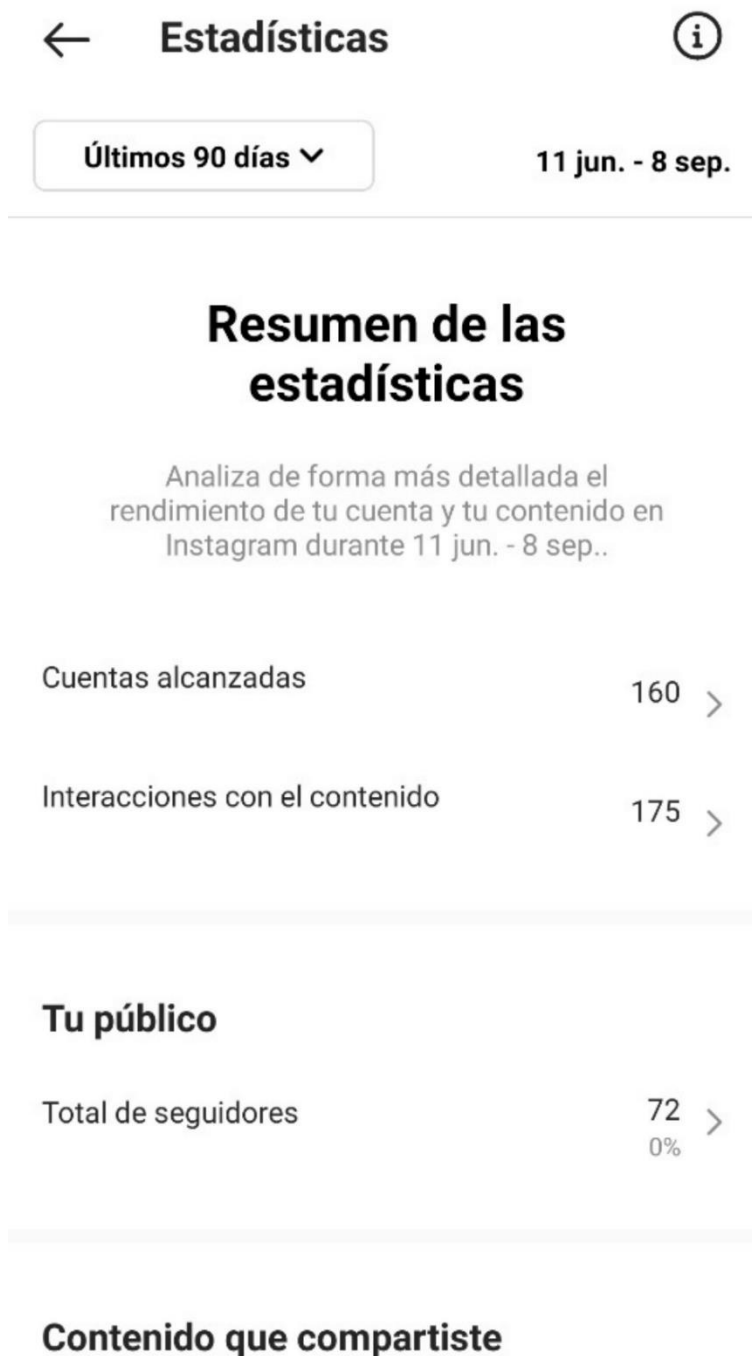 Estadísticas
Últimos 90 días
11 jun. - 8 sep.
Resumen de las
estadísticas
Analiza de forma más detallada el
rendimiento de tu cuenta y tu contenido en
Instagram durante 11 jun. - 8 sep..
Cuentas alcanzadas
160
Interacciones con el contenido
175
Tu público
Total de seguidores
72
0%
Contenido que compartiste